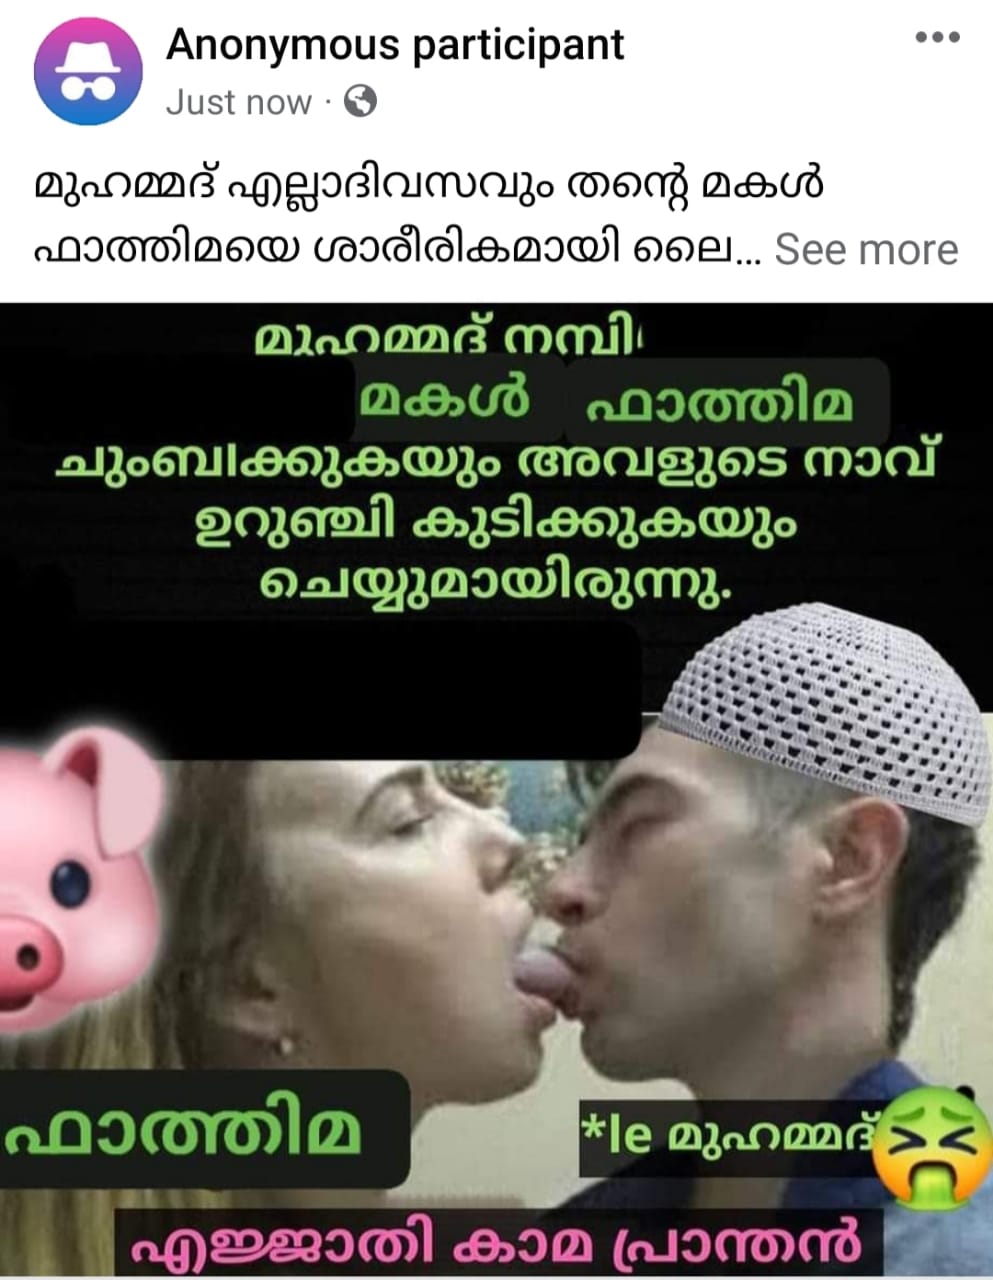 Anonymous participant
Just now ·
മുഹമ്മദ് എല്ലാദിവസവും തന്റെ മകൾ
ഫാത്തിമയെ ശാരീരികമായി ലൈ... See more
മുഹമ്മദ് നമ്പി
മകൾ ഫാത്തിമ
ചുംബിക്കുകയും അവളുടെ നാവ്
ഉറുഞ്ചി കുടിക്കുകയും
ചെയ്യുമായിരുന്നു.
ഫാത്തിമ
*le മുഹമ്മദ്
എജ്ജാതി കാമ പ്രാന്തൻ